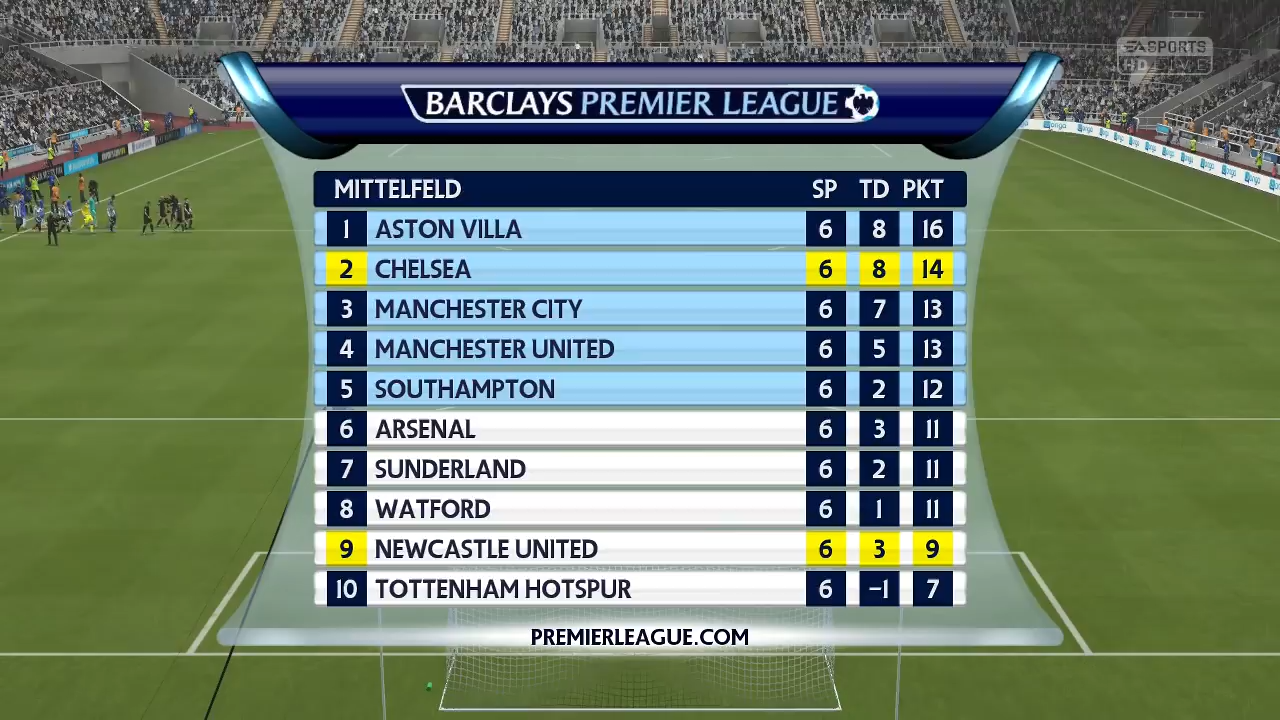 EA SPORTS
HD LIVE
BARCLAYS PREMIER LEAGUE
MITTELFELD SP TD PKT
1 ASTON VILLA 6 8 16
2 CHELSEA 6 8 14
3 MANCHESTER CITY 6 7 13
4 MANCHESTER UNITED 6 5 13
5 SOUTHAMPTON 6 2 12
6 ARSENAL 6 3 11
7 SUNDERLAND 6 2 11
8 WATFORD 6 1 11
9 NEWCASTLE UNITED 6 3 9
10 TOTTENHAM HOTSPUR 6 −1 7
PREMIERLEAGUE.COM